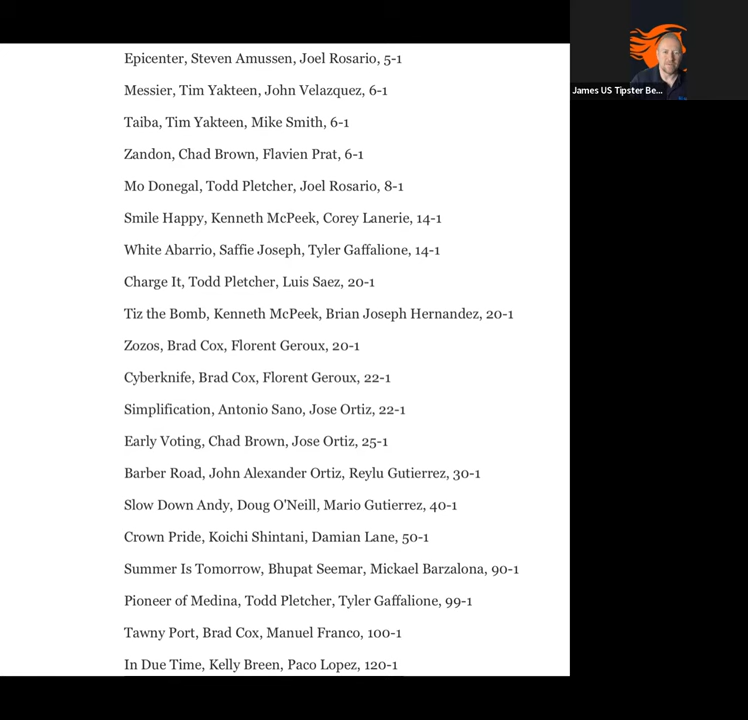 Epicenter, Steven Amussen, Joel Rosario, 5-1
Messier, Tim Yakteen, John Velazquez, 6-1
Taiba, Tim Yakteen, Mike Smith, 6-1
Zandon, Chad Brown, Flavien Prat, 6-1
Mo Donegal, Todd Pletcher, Joel Rosario, 8-1
Smile Happy, Kenneth McPeek, Corey Lanerie, 14-1
White Abarrio, Saffie Joseph, Tyler Gaffalione, 14-1
Charge It, Todd Pletcher, Luis Saez, 20-1
Tiz the Bomb, Kenneth McPeek, Brian Joseph Hernandez, 20-1
Zozos, Brad Cox, Florent Geroux, 20-1
Cyberknife, Brad Cox, Florent Geroux, 22-1
Simplification, Antonio Sano, Jose Ortiz, 22-1
Early Voting, Chad Brown, Jose Ortiz, 25-1
Barber Road, John Alexander Ortiz, Reylu Gutierrez, 30-1
Slow Down Andy, Doug O'Neill, Mario Gutierrez, 40-1
Crown Pride, Koichi Shintani, Damian Lane, 50-1
Summer Is Tomorrow, Bhupat Seemar, Mickael Barzalona, 90-1
Pioneer of Medina, Todd Pletcher, Tyler Gaffalione, 99-1
Tawny Port, Brad Cox, Manuel Franco, 100-1
In Due Time, Kelly Breen, Paco Lopez, 120-1
James US Tipster Be...